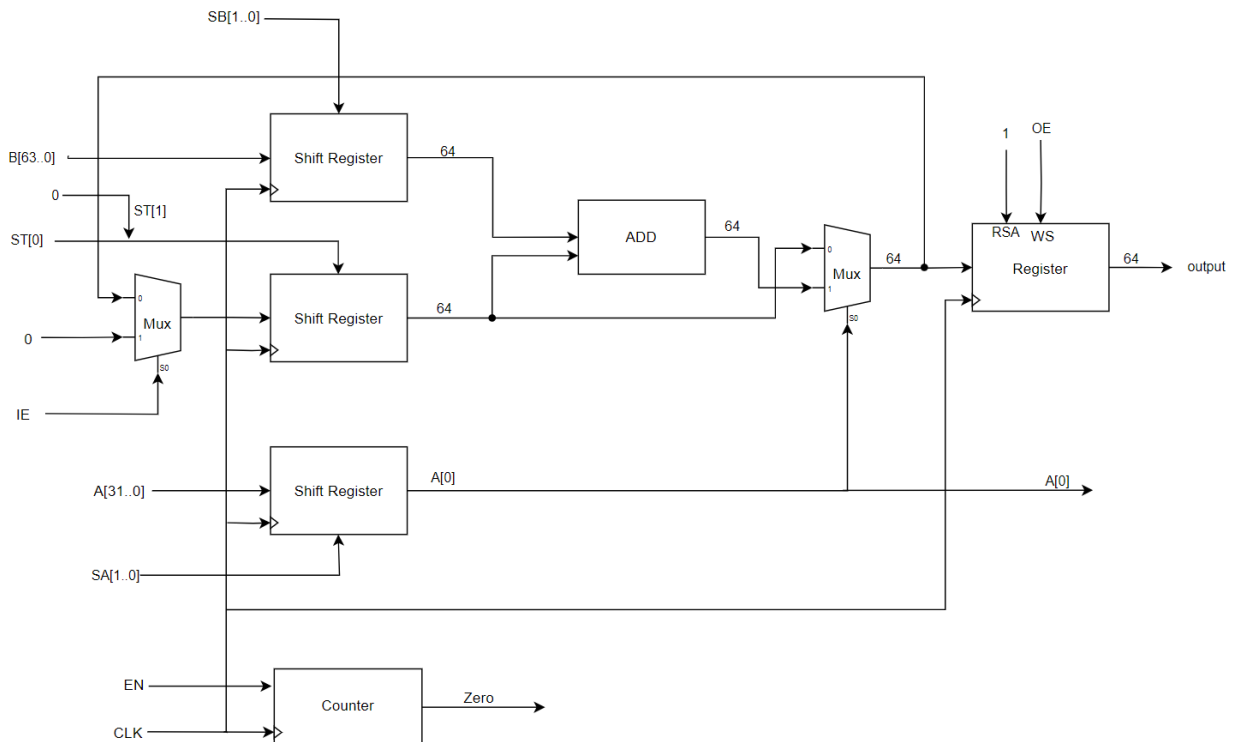 SB[1..0]
B[63..0]
Shift Register
64
1
OE
0
ST[1]
ST[0]
ADD
64
0
Mux
1
S0
64
RSA
WS
Register
64
output
0
Mux
1
S0
0
IE
Shift Register
64
A[31..0]
Shift Register
A[0]
A[0]
SA[1..0]
EN
CLK
Counter
Zero